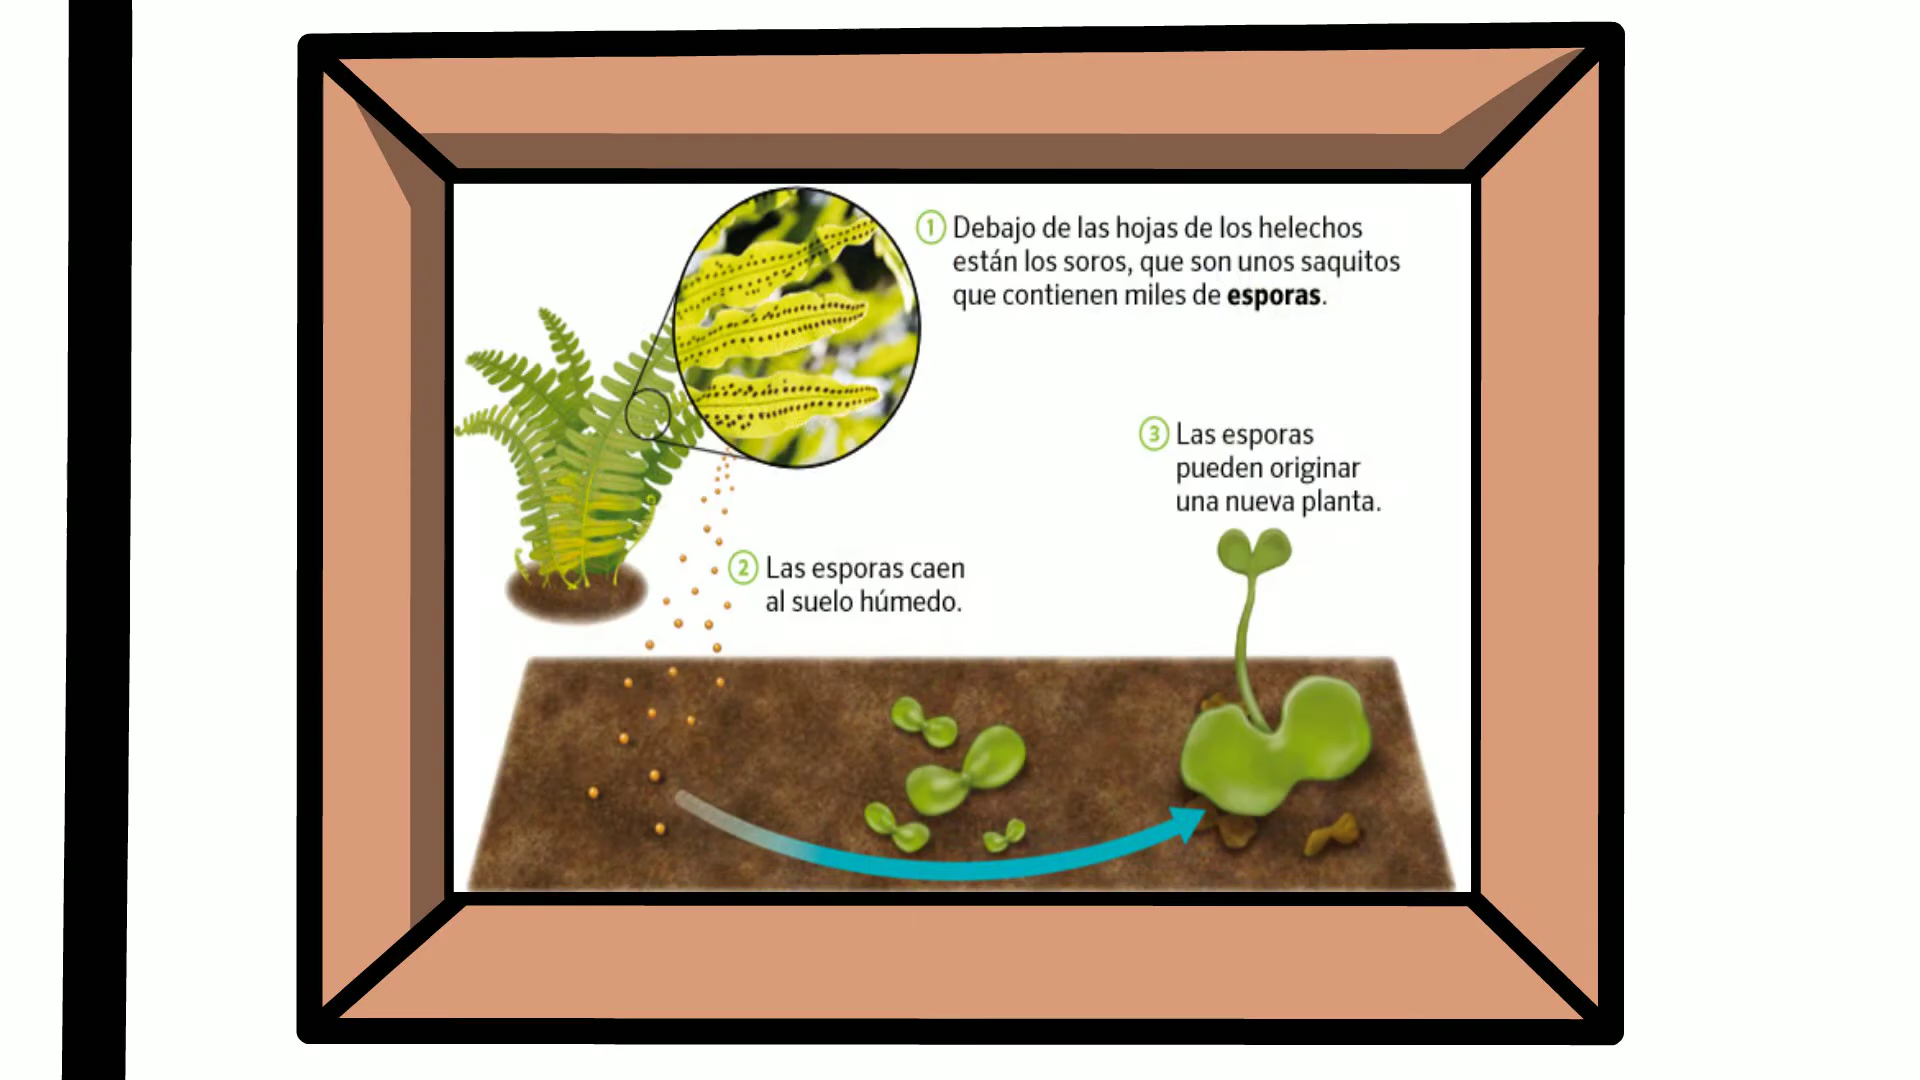 1 Debajo de las hojas de los helechos
están los soros, que son unos saquitos
que contienen miles de esporas.
2 Las esporas caen
al suelo húmedo.
3 Las esporas
pueden originar
una nueva planta.